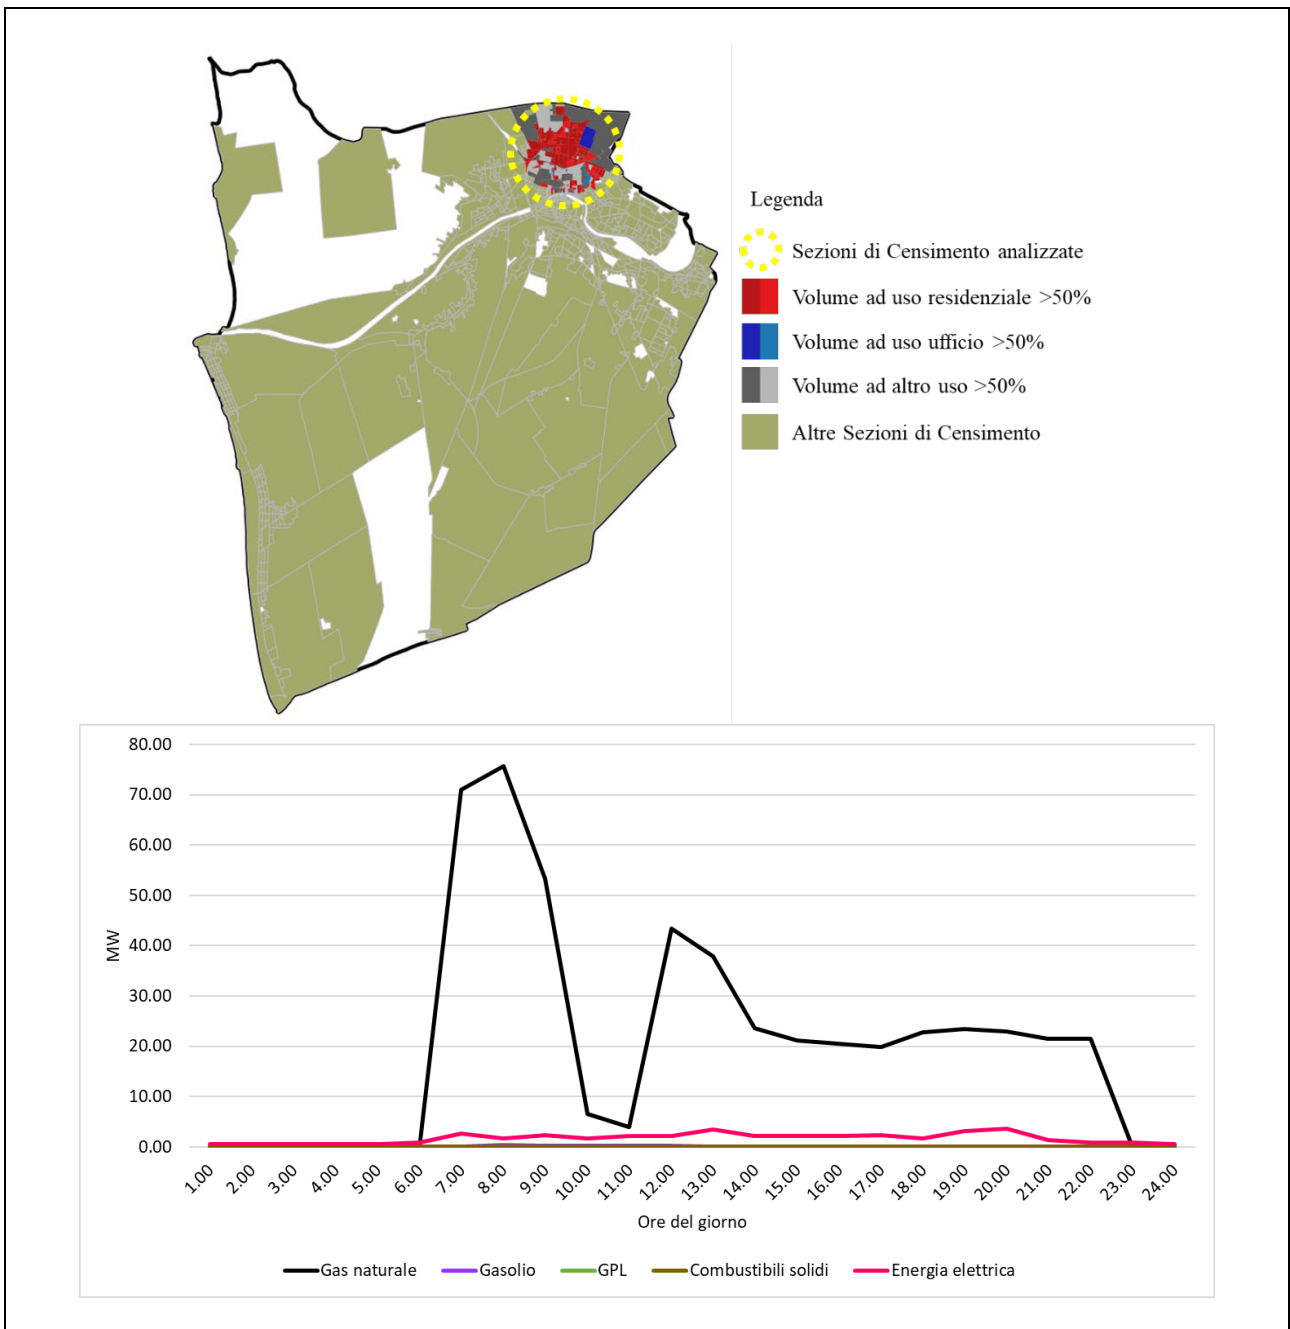 Legenda
Sezioni di Censimento analizzate
Volume ad uso residenziale >50%
Volume ad uso ufficio >50%
Volume ad altro uso >50%
Altre Sezioni di Censimento
80.00
70.00
60.00
50.00
40.00
30.00
20.00
10.00
0.00
MW
1.00 2.00 3.00 4.00 5.00 6.00 7.00 8.00 9.00 10.00 11.00 12.00 13.00 14.00 15.00 16.00 17.00 18.00 19.00 20.00 21.00 22.00 23.00 24.00
Ore del giorno
Gas naturale Gasolio GPL Combustibili solidi Energia elettrica